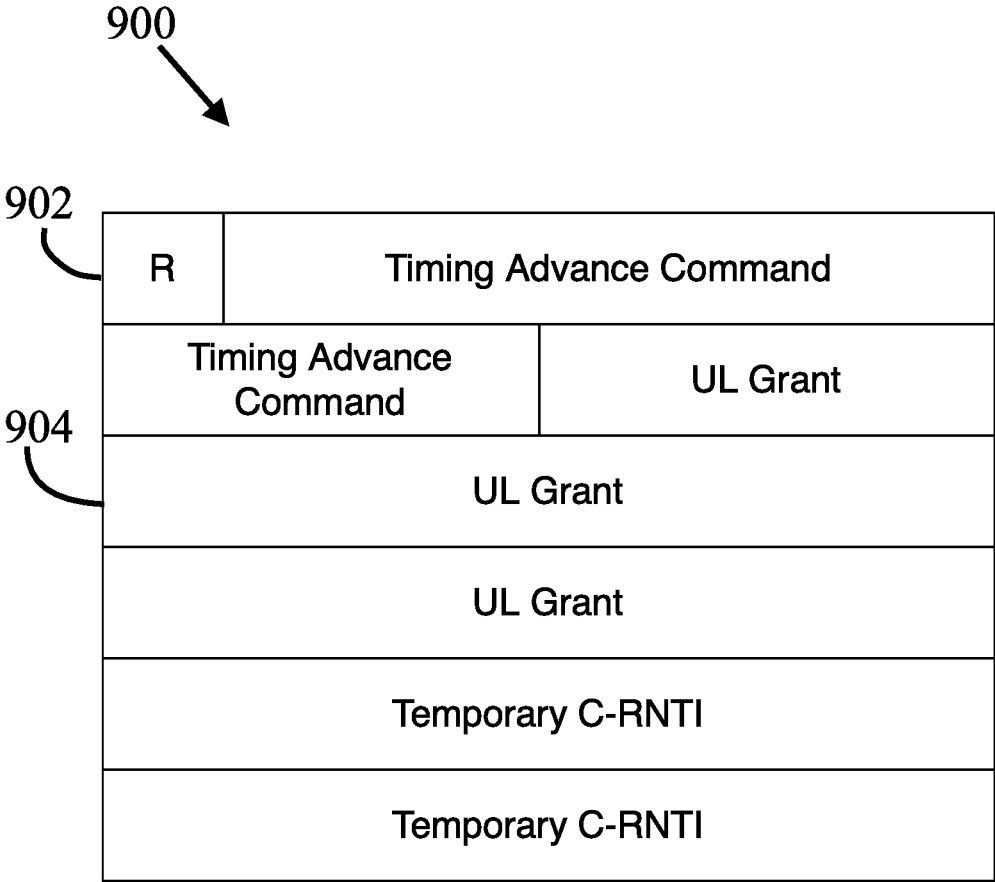 900
902
R Timing Advance Command
Timing Advance
Command
UL Grant
904
UL Grant
UL Grant
Temporary C-RNTI
Temporary C-RNTI